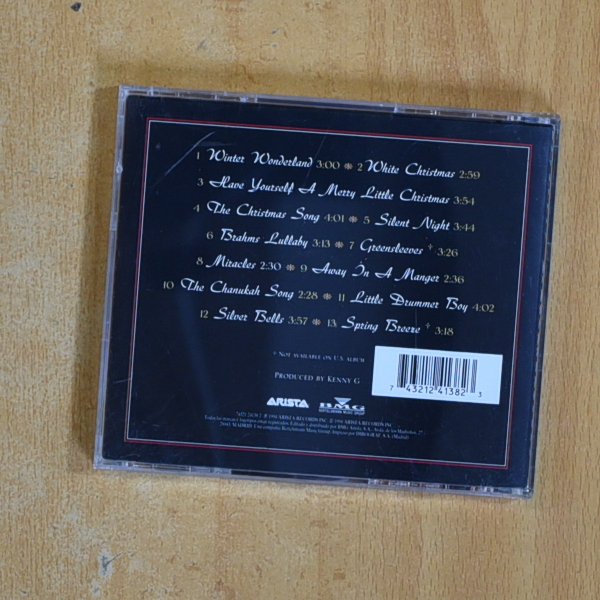 1 Winter Wonderland 3:00 ❋ 2 White Christmas 2:59
3 Have Yourself A Merry Little Christmas 3:54
4 The Christmas Song 4:01 ❋ 5 Silent Night 3:44
6 Brahms Lullaby 3:13 ❋ 7 Greensleeves † 3:26
8 Miracles 2:30 ❋ 9 Away In A Manger 2:36
10 The Chanukah Song 2:28 ❋ 11 Little Drummer Boy 4:02
12 Silver Bells 3:57 ❋ 13 Spring Breeze † 3:18
† Not available on U.S. album
Produced by Kenny G
7 43212 41382 3
ARISTA BMG